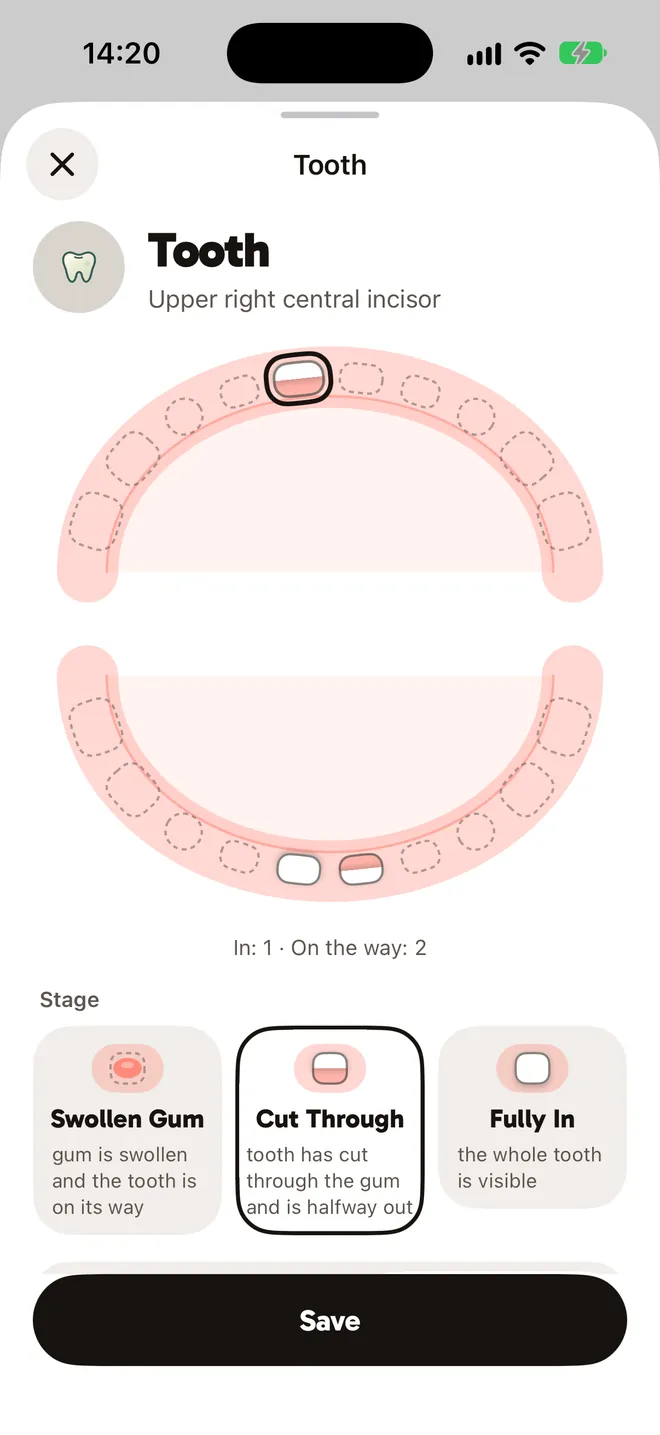 14:20
Tooth
Tooth
Upper right central incisor
In: 1 · On the way: 2
Stage
Swollen Gum
gum is swollen
and the tooth is
on its way
Cut Through
tooth has cut
through the gum
and is halfway out
Fully In
the whole tooth
is visible
Save